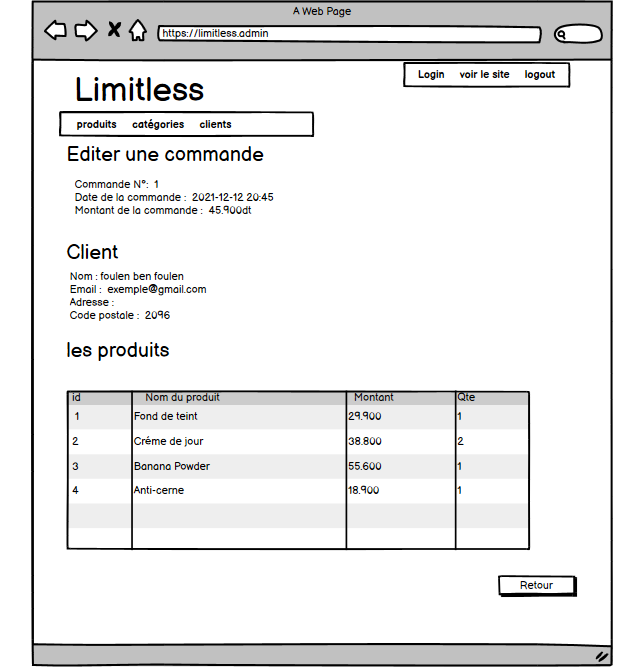 A Web Page
https://limitless.admin
Login voir le site logout
Limitless
produits catégories clients
Editer une commande
Commande N°: 1
Date de la commande : 2021-12-12 20:45
Montant de la commande : 45.900dt
Client
Nom : foulen ben foulen
Email : exemple@gmail.com
Adresse :
Code postale : 2096
les produits
id Nom du produit Montant Qte
1 Fond de teint 29.900 1
2 Créme de jour 38.800 2
3 Banana Powder 55.600 1
4 Anti-cerne 18.900 1
Retour